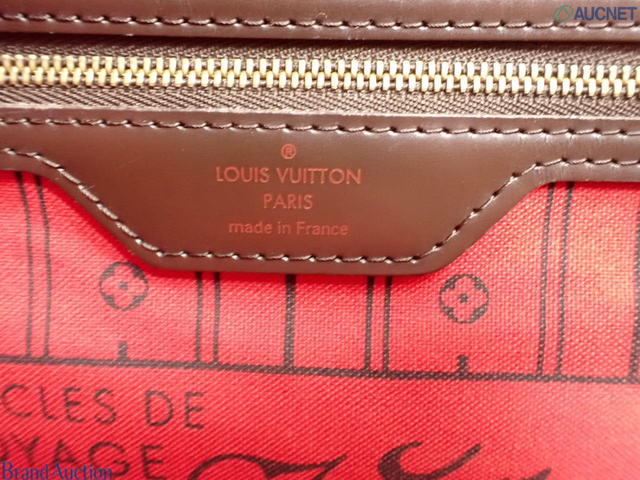 AUCNET
®
LOUIS VUITTON
PARIS
made in France
CLES DE
OYAGE
Brand Auction